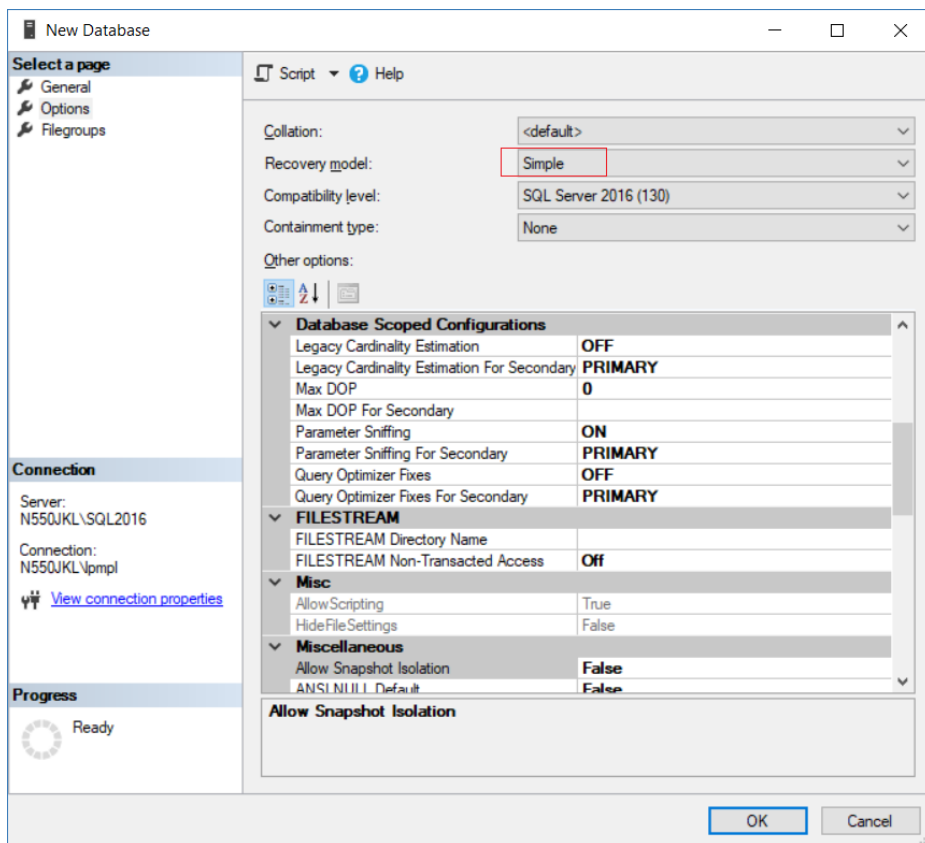 New Database
Select a page
General
Options
Filegroups
Script
Help
Collation: <default>
Recovery model: Simple
Compatibility level: SQL Server 2016 (130)
Containment type: None
Other options:
Database Scoped Configurations
Legacy Cardinality Estimation OFF
Legacy Cardinality Estimation For Secondary PRIMARY
Max DOP 0
Max DOP For Secondary
Parameter Sniffing ON
Parameter Sniffing For Secondary PRIMARY
Query Optimizer Fixes OFF
Query Optimizer Fixes For Secondary PRIMARY
FILESTREAM
FILESTREAM Directory Name
FILESTREAM Non-Transacted Access Off
Misc
AllowScripting True
HideFileSettings False
Miscellaneous
Allow Snapshot Isolation False
ANSI NULL Default False
Allow Snapshot Isolation
Connection
Server:
N550JKL\SQL2016
Connection:
N550JKL\lpmpl
View connection properties
Progress
Ready
OK
Cancel